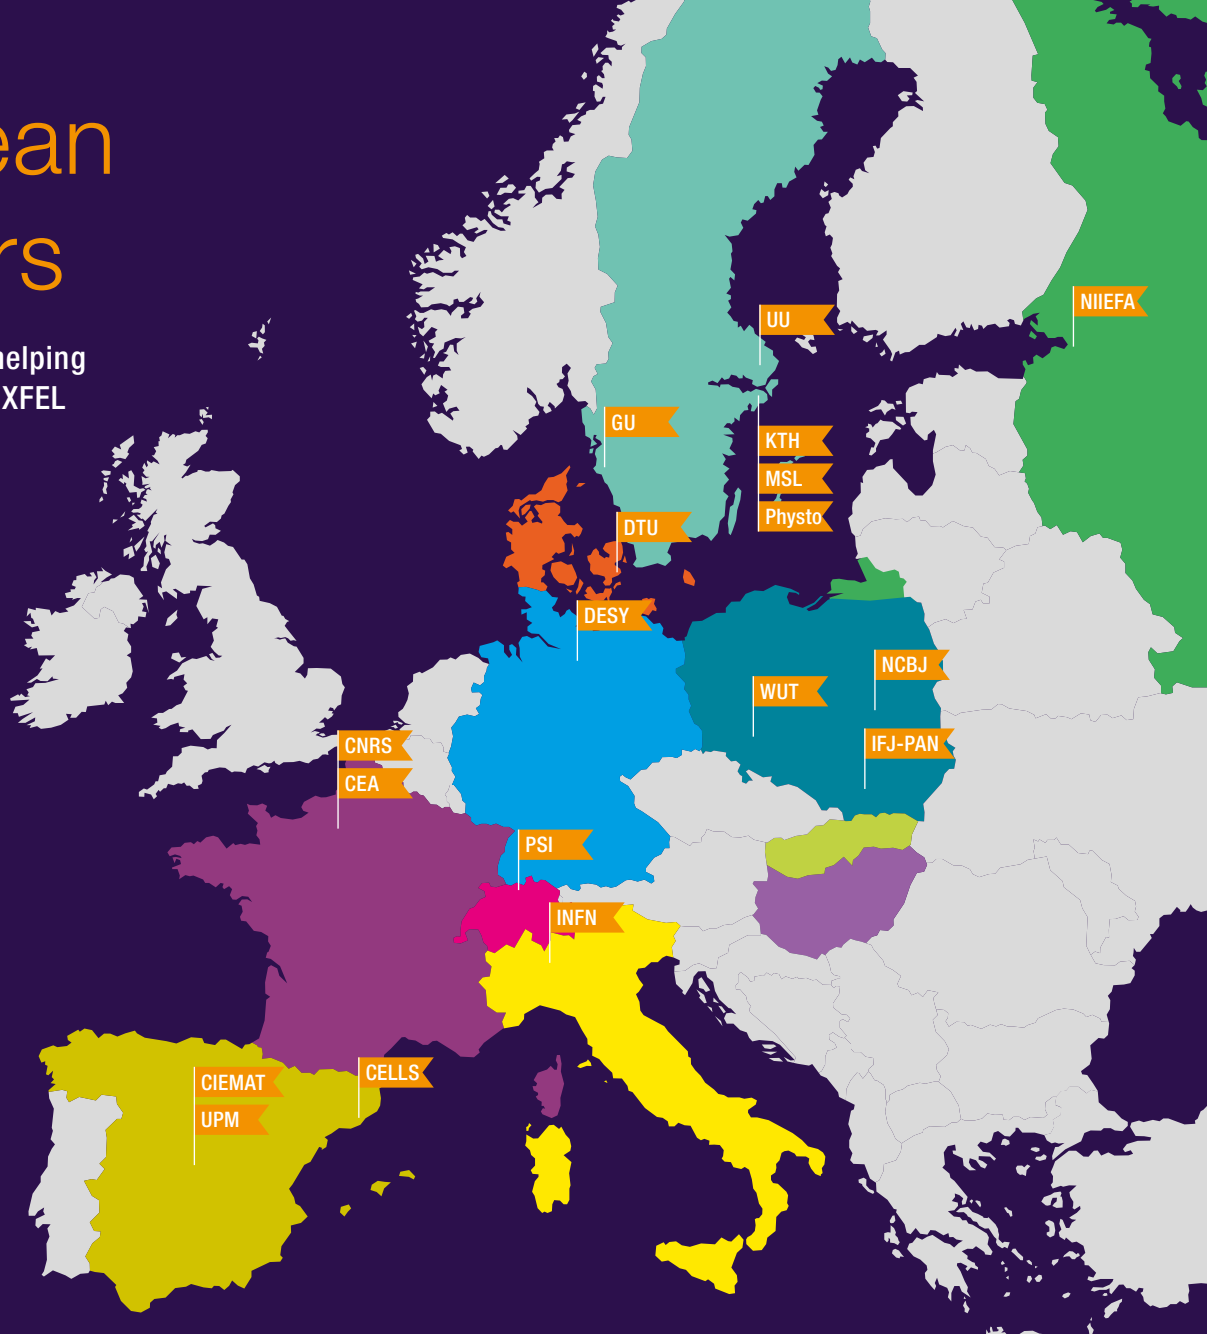 ean
rs
helping
XFEL
NIIEFA
UU
GU
KTH
MSL
Physto
DTU
DESY
NCBJ
WUT
IFJ-PAN
CNRS
CEA
PSI
INFN
CELLS
CIEMAT
UPM